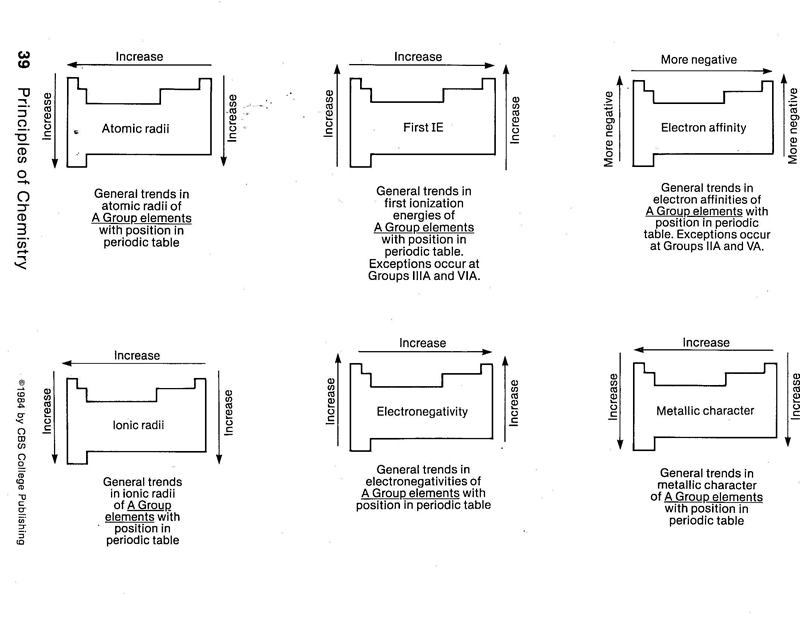 39 Principles of Chemistry
©1984 by CBS College Publishing
Increase
Increase
Atomic radii
Increase
General trends in
atomic radii of
A Group elements
with position in
periodic table
Increase
Increase
First IE
Increase
General trends in
first ionization
energies of
A Group elements
with position in
periodic table.
Exceptions occur at
Groups IIIA and VIA.
More negative
More negative
Electron affinity
More negative
General trends in
electron affinities of
A Group elements with
position in periodic
table. Exceptions occur
at Groups IIA and VA.
Increase
Increase
Ionic radii
Increase
General trends
in ionic radii
of A Group
elements with
position in
periodic table
Increase
Increase
Electronegativity
Increase
General trends in
electronegativities of
A Group elements with
position in periodic table
Increase
Increase
Metallic character
Increase
General trends in
metallic character
of A Group elements
with position in
periodic table